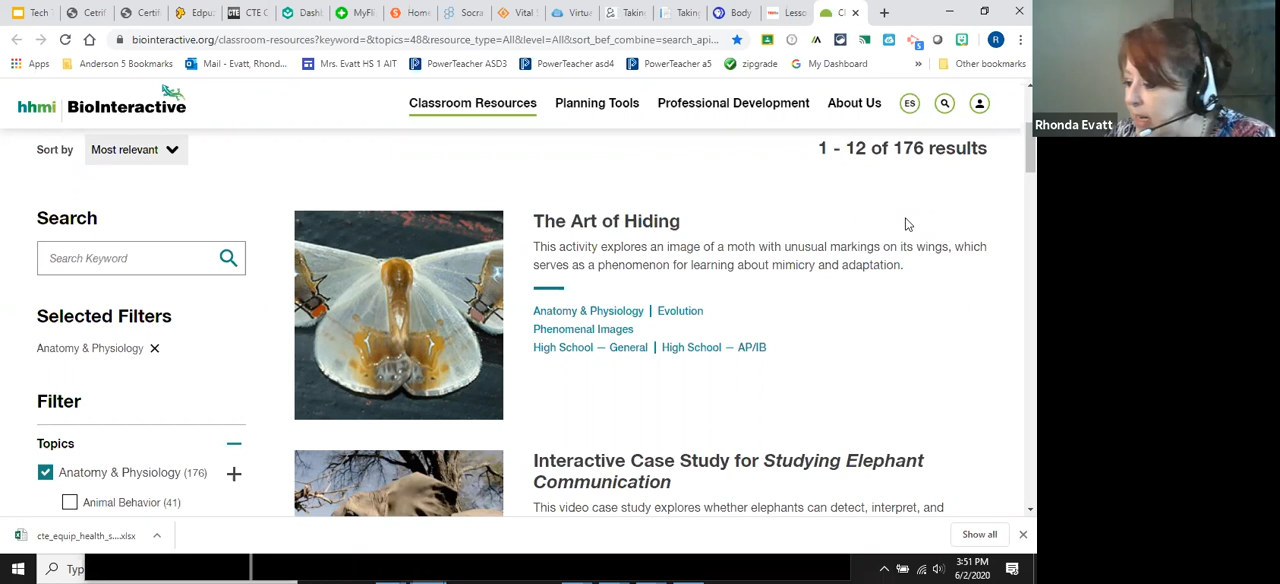 Tech
Certif
Certif
Edpu
CTE C
Dash
MyFl
Home
Socra
Vital
Virtua
Taking
Taking
Body
Lesso
Cl
biointeractive.org/classroom-resources?keyword=&topics=48&resource_type=All&level=All&sort_bef_combine=search_api...
R
Apps
Anderson 5 Bookmarks
Mail - Evatt, Rhond...
Mrs. Evatt HS 1 AIT
PowerTeacher ASD3
PowerTeacher asd4
PowerTeacher a5
zipgrade
My Dashboard
»
Other bookmarks
hhmi BioInteractive
Classroom Resources
Planning Tools
Professional Development
About Us
ES
Rhonda Evatt
Sort by
Most relevant
1 - 12 of 176 results
Search
Search Keyword
Selected Filters
Anatomy & Physiology ✕
Filter
Topics
Anatomy & Physiology (176)
Animal Behavior (41)
The Art of Hiding
This activity explores an image of a moth with unusual markings on its wings, which
serves as a phenomenon for learning about mimicry and adaptation.
Anatomy & Physiology | Evolution
Phenomenal Images
High School — General | High School — AP/IB
Interactive Case Study for Studying Elephant
Communication
This video case study explores whether elephants can detect, interpret, and
cte_equip_health_s....xlsx
Show all
Typ
3:51 PM
6/2/2020